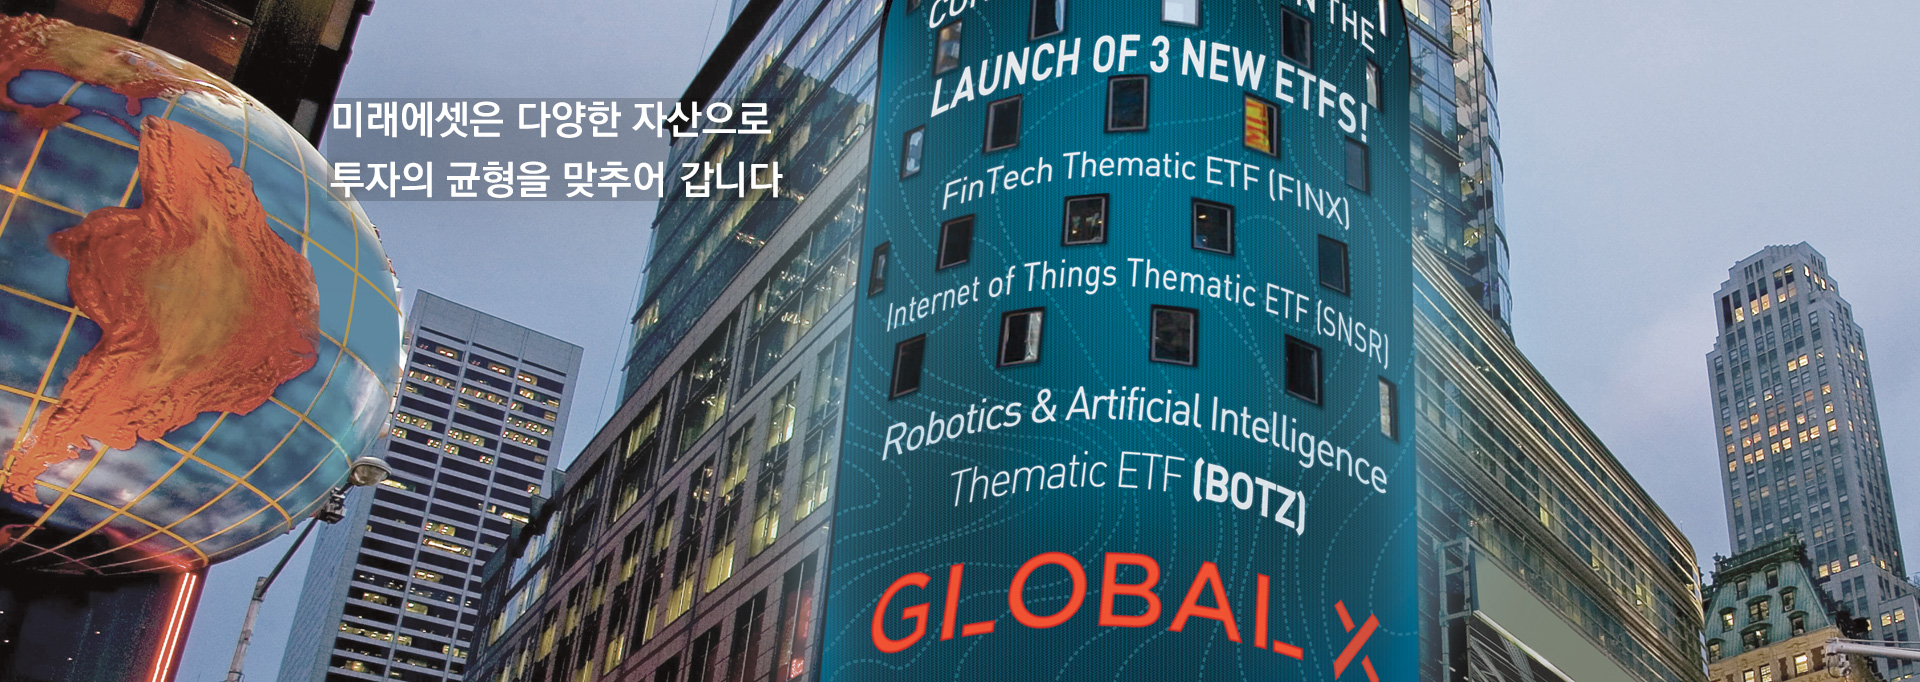 미래에셋은 다양한 자산으로
투자의 균형을 맞추어 갑니다
THE
LAUNCH OF 3 NEW ETFS!
FinTech Thematic ETF (FINX)
Internet of Things Thematic ETF (SNSR)
Robotics & Artificial Intelligence
Thematic ETF (BOTZ)
GLOBAL X